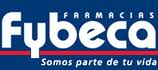 FARMACIAS
Fybeca
Somos parte de tu vida